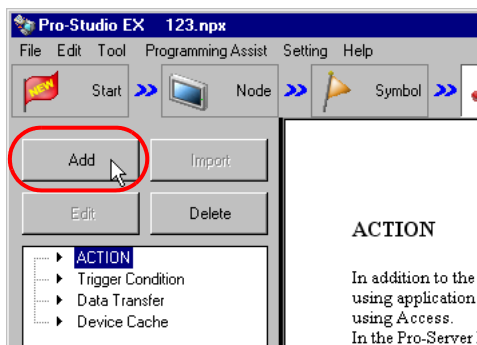 Pro-Studio EX 123.npx
File Edit Tool Programming Assist Setting Help
NEW Start Node Symbol
Add Import
Edit Delete
ACTION
Trigger Condition
Data Transfer
Device Cache
ACTION
In addition to the
using application
using Access.
In the Pro-Server